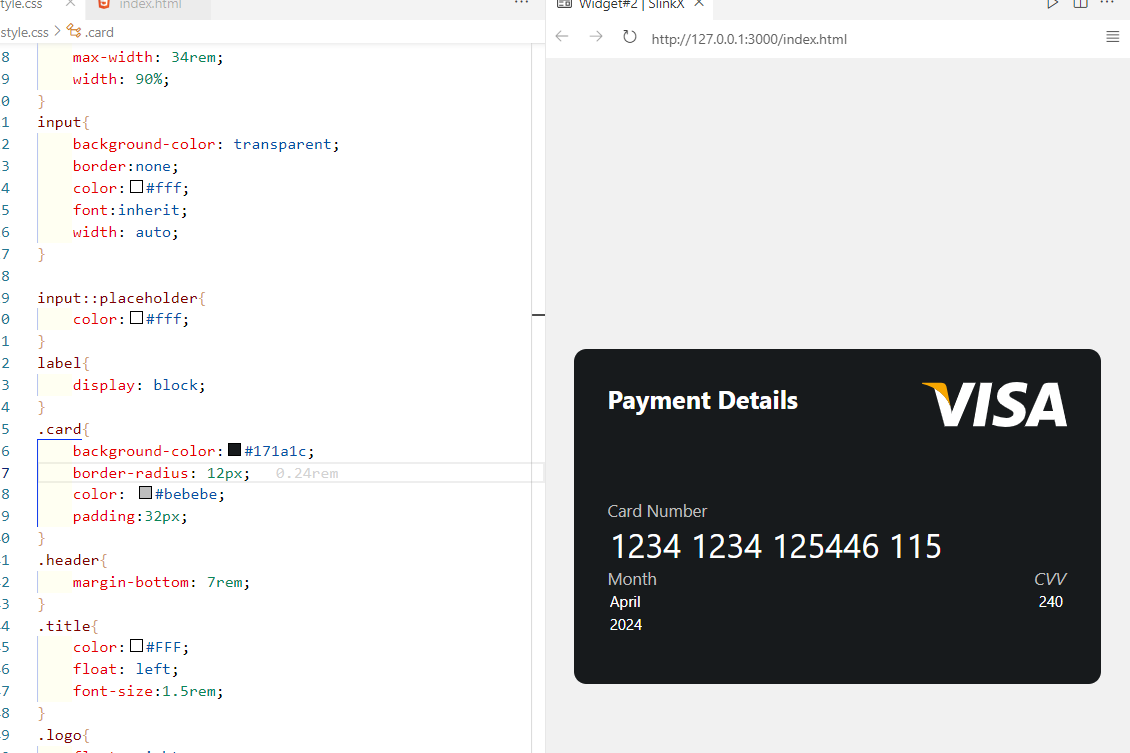 tyle.css
index.html
...
style.css > .card
8 max-width: 34rem;
9 width: 90%;
0 }
1 input{
2 background-color: transparent;
3 border:none;
4 color: #fff;
5 font:inherit;
6 width: auto;
7 }
8
9 input::placeholder{
0 color: #fff;
1 }
2 label{
3 display: block;
4 }
5 .card{
6 background-color: #171a1c;
7 border-radius: 12px; 0.24rem
8 color: #bebebe;
9 padding:32px;
0 }
1 .header{
2 margin-bottom: 7rem;
3 }
4 .title{
5 color: #FFF;
6 float: left;
7 font-size:1.5rem;
8 }
9 .logo{
Widget#2 | SlinkX
http://127.0.0.1:3000/index.html
Payment Details
VISA
Card Number
1234 1234 125446 115
Month
CVV
April
240
2024